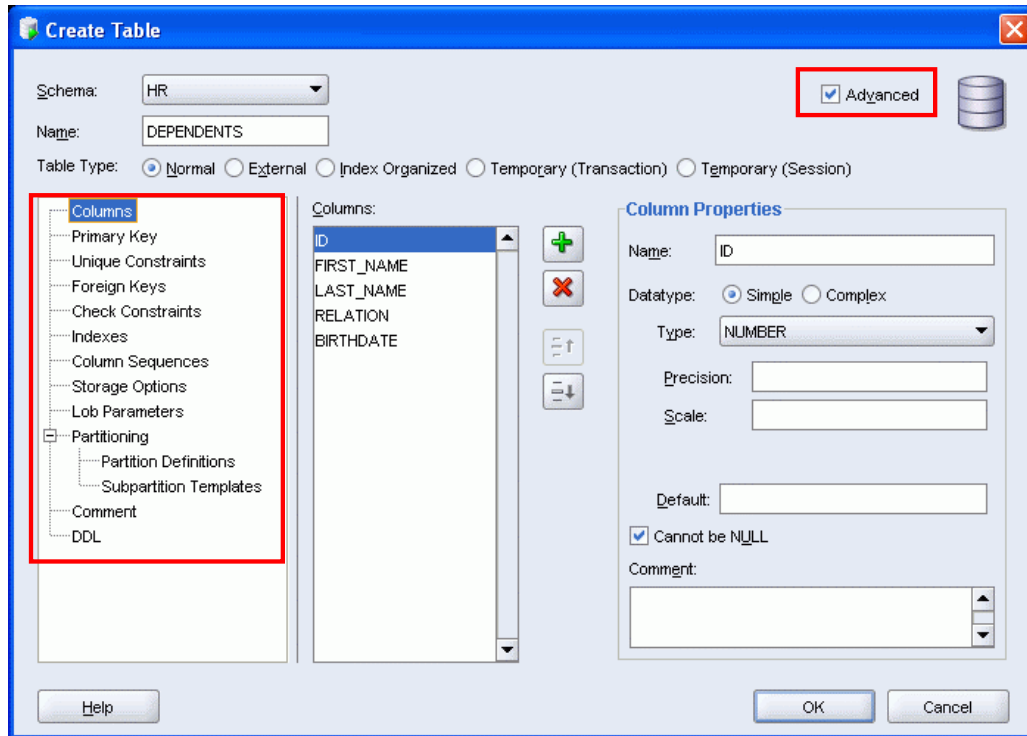 Create Table
Schema: HR
Advanced
Name: DEPENDENTS
Table Type: Normal External Index Organized Temporary (Transaction) Temporary (Session)
Columns
Primary Key
Unique Constraints
Foreign Keys
Check Constraints
Indexes
Column Sequences
Storage Options
Lob Parameters
Partitioning
Partition Definitions
Subpartition Templates
Comment
DDL
Columns:
ID
FIRST_NAME
LAST_NAME
RELATION
BIRTHDATE
Column Properties
Name: ID
Datatype: Simple Complex
Type: NUMBER
Precision:
Scale:
Default:
Cannot be NULL
Comment:
Help
OK
Cancel